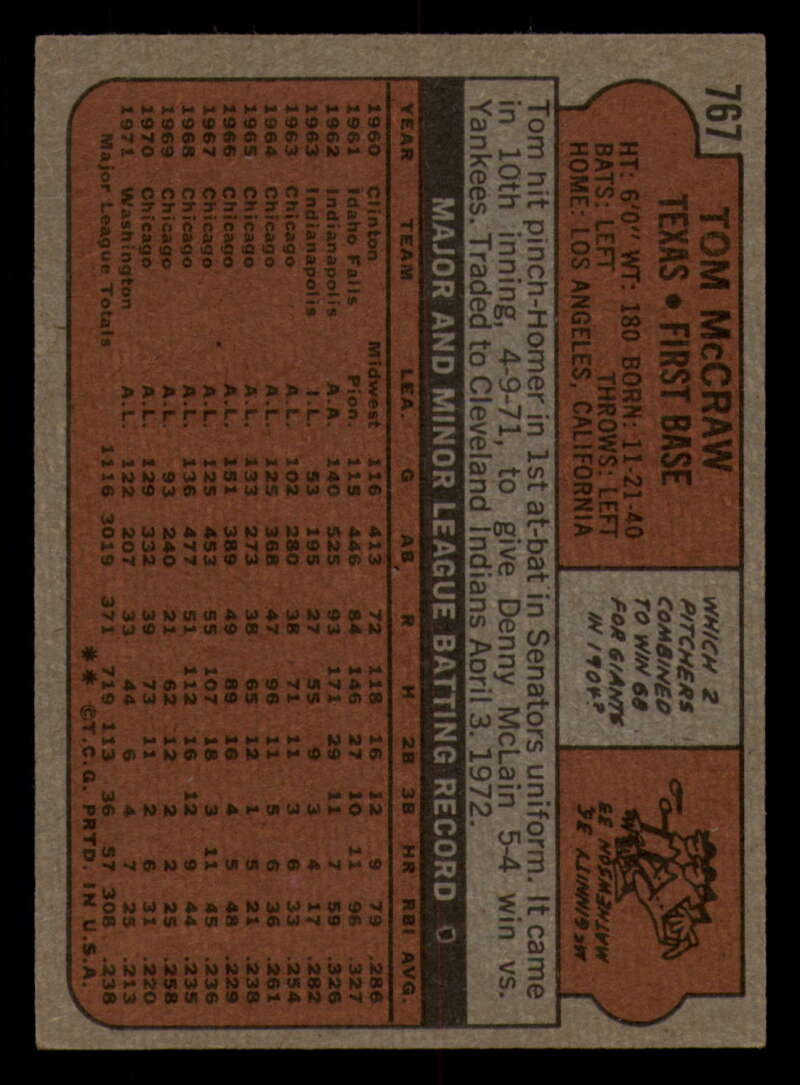 767
TOM McCRAW
TEXAS • FIRST BASE
HT: 6'0" WT: 180 BORN: 11-21-40
BATS: LEFT THROWS: LEFT
HOME: LOS ANGELES, CALIFORNIA
WHICH 2
PITCHERS
COMBINED
TO WIN 68
FOR GIANTS
IN 1904?
McGINNITY 35
MATHEWSON 33
Tom hit pinch-Homer in 1st at-bat in Senators uniform. It came
in 10th inning, 4-9-71, to give Denny McLain 5-4 win vs.
Yankees. Traded to Cleveland Indians April 3, 1972.
MAJOR AND MINOR LEAGUE BATTING RECORD
YEAR TEAM LEA. G AB R H 2B 3B HR RBI AVG.
1960 Clinton Midwest 116 413 72 118 16 12 9 79 .286
1961 Idaho Falls Pion. 115 446 84 146 27 10 11 96 .327
1962 Indianapolis A.A. 140 525 93 171 29 11 7 59 .326
1963 Indianapolis I.L. 53 195 27 55 9 3 4 17 .282
1963 Chicago A.L. 102 280 38 71 11 3 6 33 .254
1964 Chicago A.L. 125 368 47 96 11 5 6 36 .261
1965 Chicago A.L. 133 273 38 65 12 1 5 21 .238
1966 Chicago A.L. 151 389 49 89 16 4 5 48 .229
1967 Chicago A.L. 125 453 55 107 18 3 11 45 .236
1968 Chicago A.L. 136 477 51 112 16 12 9 44 .235
1969 Chicago A.L. 93 240 21 62 12 2 2 25 .258
1970 Chicago A.L. 129 332 39 73 11 2 6 31 .220
1971 Washington A.L. 122 207 33 44 6 4 7 25 .213
Major League Totals 1116 3019 371 719 113 36 57 308 .238
** ©T.C.G. PRTD. IN U.S.A.